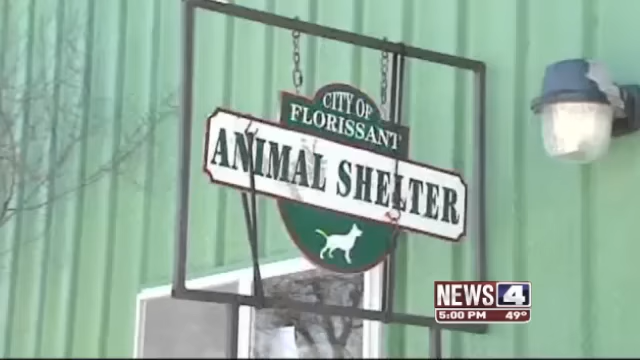 CITY OF
FLORISSANT
ANIMAL SHELTER
NEWS 4
5:00 PM 49°